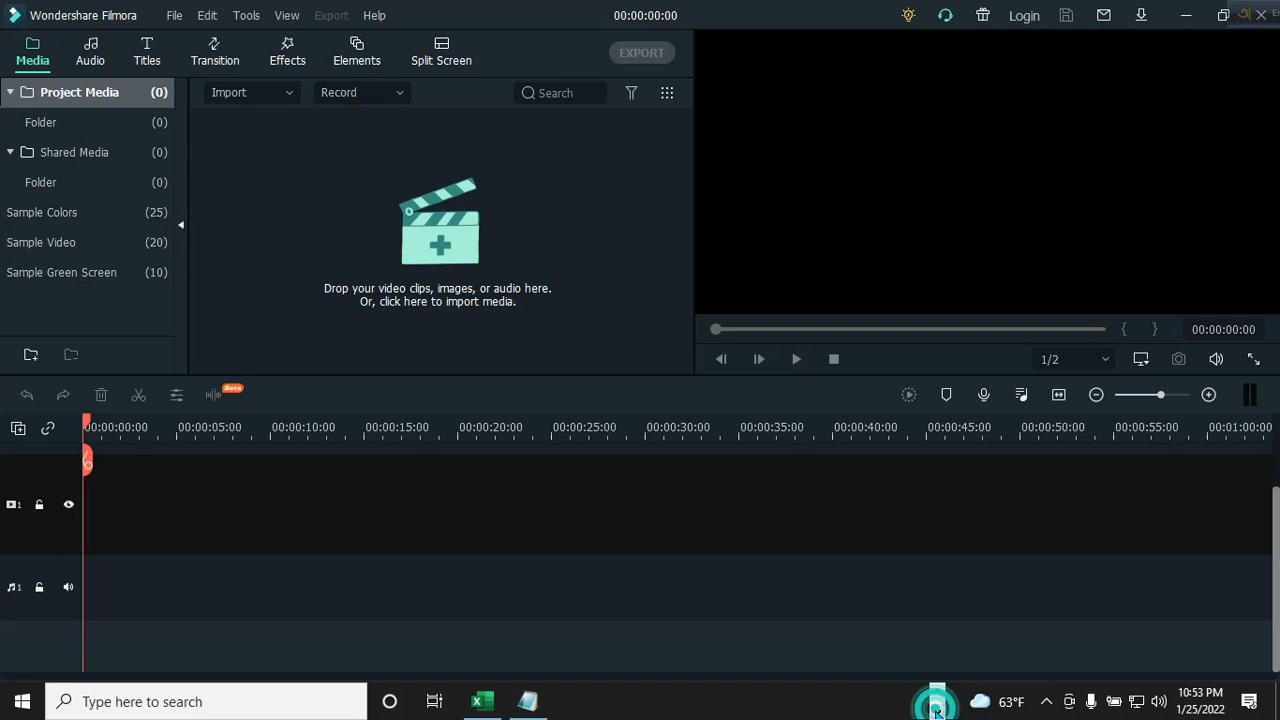 Wondershare Filmora File Edit Tools View Export Help 00:00:00:00 Login
Media Audio Titles Transition Effects Elements Split Screen EXPORT
Project Media (0)
Import Record Search
Folder (0)
Shared Media (0)
Folder (0)
Sample Colors (25)
Sample Video (20)
Sample Green Screen (10)
Drop your video clips, images, or audio here.
Or, click here to import media.
00:00:00:00
1/2
Beta
00:00:00:00 00:00:05:00 00:00:10:00 00:00:15:00 00:00:20:00 00:00:25:00 00:00:30:00 00:00:35:00 00:00:40:00 00:00:45:00 00:00:50:00 00:00:55:00 00:01:00:00
1
1
Type here to search
63°F
10:53 PM
1/25/2022